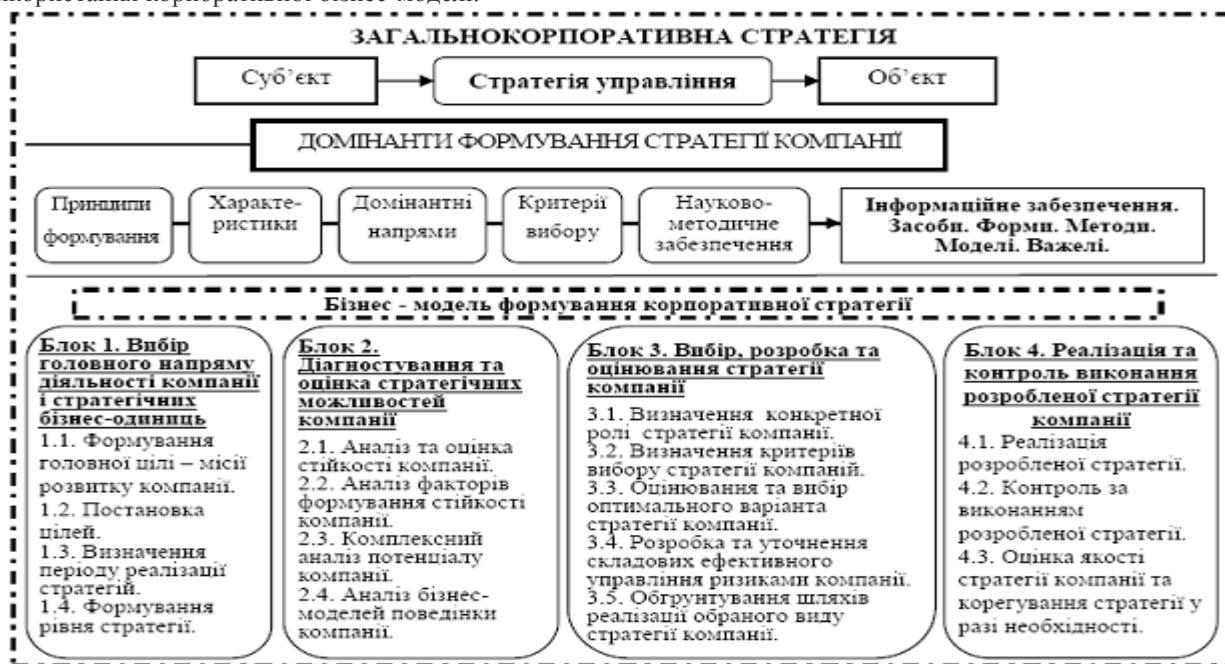 користання корпоративної бізнес-моделі.
ЗАГАЛЬНОКОРПОРАТИВНА СТРАТЕГІЯ
Суб’єкт
Стратегія управління
Об’єкт
ДОМІНАНТИ ФОРМУВАННЯ СТРАТЕГІЇ КОМПАНІЇ
Принципи
формування
Характе-
ристики
Домінантні
напрями
Критерії
вибору
Науково-
методичне
забезпечення
Інформаційне забезпечення.
Засоби. Форми. Методи.
Моделі. Важелі.
Бізнес - модель формування корпоративної стратегії
Блок 1. Вибір
головного напряму
діяльності компанії
і стратегічних
бізнес-одиниць
1.1. Формування
головної цілі – місії
розвитку компанії.
1.2. Постановка
цілей.
1.3. Визначення
періоду реалізації
стратегій.
1.4. Формування
рівня стратегії.
Блок 2.
Діагностування та
оцінка стратегічних
можливостей
компанії
2.1. Аналіз та оцінка
стійкості компанії.
2.2. Аналіз факторів
формування стійкості
компанії.
2.3. Комплексний
аналіз потенціалу
компанії.
2.4. Аналіз бізнес-
моделей поведінки
компанії.
Блок 3. Вибір, розробка та
оцінювання стратегії
компанії
3.1. Визначення конкретної
ролі стратегії компанії.
3.2. Визначення критеріїв
вибору стратегії компаній.
3.3. Оцінювання та вибір
оптимального варіанта
стратегії компанії.
3.4. Розробка та уточнення
складових ефективного
управління ризиками компанії.
3.5. Обгрунтування шляхів
реалізації обраного виду
стратегії компанії.
Блок 4. Реалізація та
контроль виконання
розробленої стратегії
компанії
4.1. Реалізація
розробленої стратегії.
4.2. Контроль за
виконанням
розробленої стратегії.
4.3. Оцінка якості
стратегії компанії та
корегування стратегії у
разі необхідності.